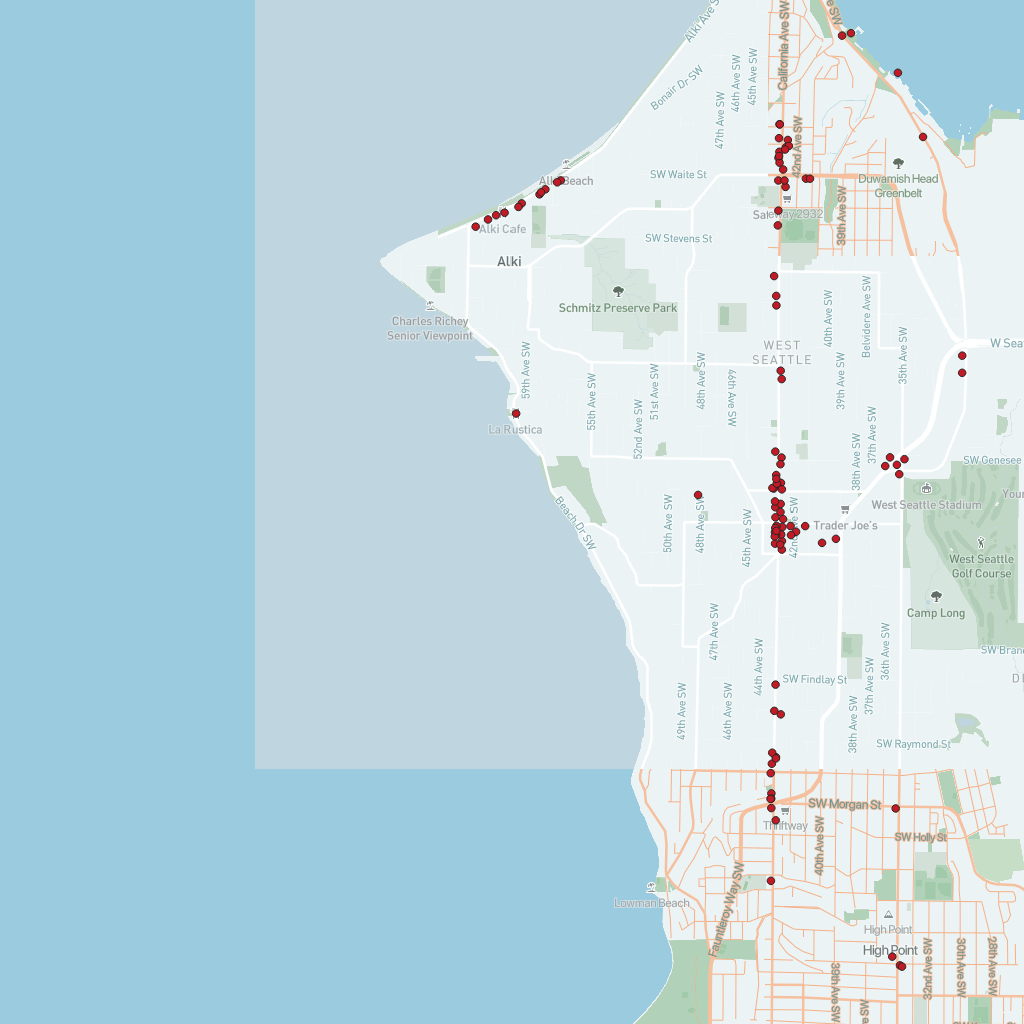 Alki Ave S
California Ave SW
e SW
46th Ave SW
45th Ave SW
Bonair Dr SW
47th Ave SW
42nd Ave SW
Alki Beach
SW Waite St
Duwamish Head
Greenbelt
39th Ave SW
Safeway 2932
Alki Cafe
SW Stevens St
Alki
Schmitz Preserve Park
Charles Richey
Senior Viewpoint
40th Ave SW
Belvidere Ave SW
WEST
SEATTLE
35th Ave SW
W Sea
59th Ave SW
55th Ave SW
51st Ave SW
48th Ave SW
46th Ave SW
39th Ave SW
52nd Ave SW
37th Ave SW
38th Ave SW
La Rustica
SW Genesee
West Seattle Stadium
Your
Beach Dr SW
50th Ave SW
48th Ave SW
45th Ave SW
42nd Ave SW
Trader Joe's
West Seattle
Golf Course
Camp Long
47th Ave SW
44th Ave SW
36th Ave SW
SW Bran
SW Findlay St
D
49th Ave SW
46th Ave SW
37th Ave SW
38th Ave SW
SW Raymond St
SW Morgan St
Thriftway
40th Ave SW
SW Holly St
Fauntleroy Way SW
Lowman Beach
High Point
High Point
39th Ave SW
32nd Ave SW
30th Ave SW
28th Ave SW
e SW